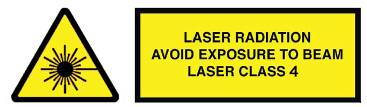 LASER RADIATION
AVOID EXPOSURE TO BEAM
LASER CLASS 4